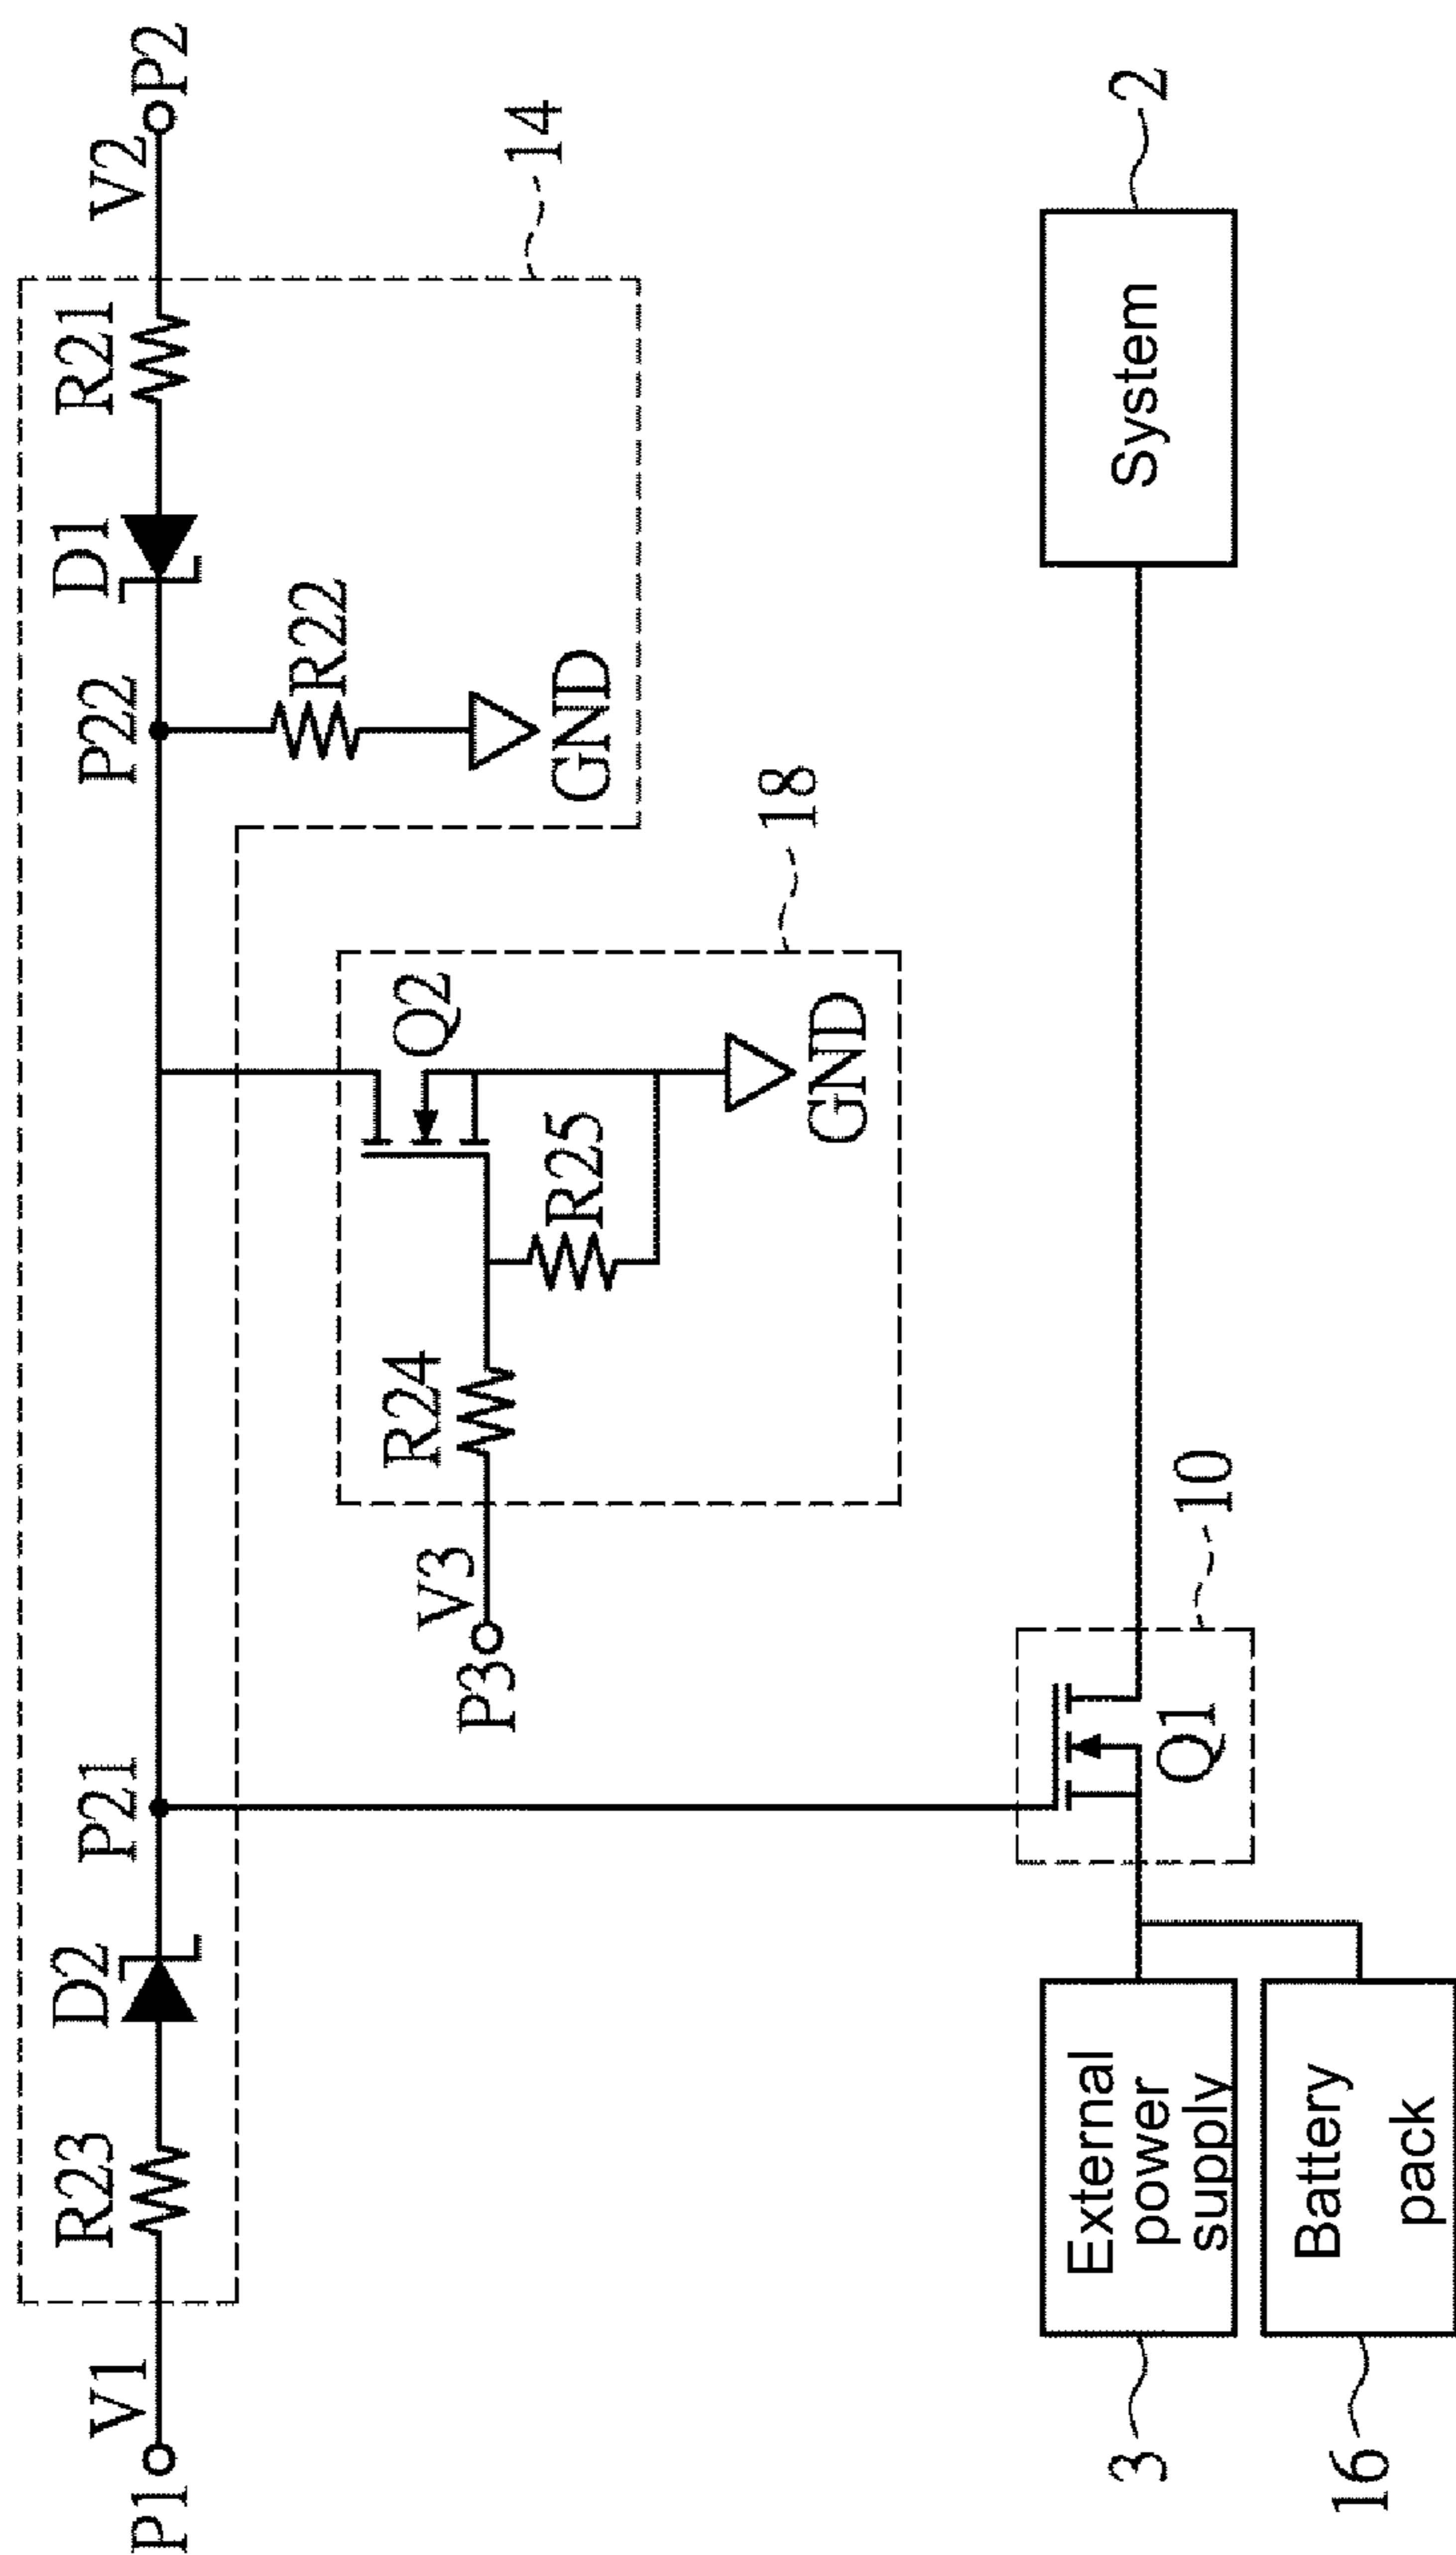 P1
V1
R23
D2
P21
P22
D1
R21
V2
P2
R22
GND
14
P3
V3
R24
R25
Q2
GND
18
Q1
10
3
External
power
supply
System
2
16
Battery
pack